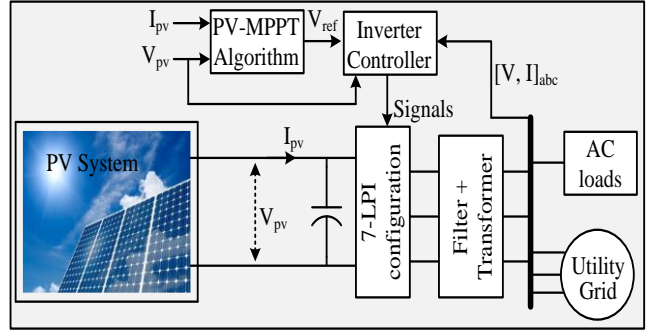 I_pv
V_pv
PV-MPPT
Algorithm
V_ref
Inverter
Controller
[V, I]_abc
Signals
PV System
I_pv
V_pv
7-LPI
configuration
Filter +
Transformer
AC
loads
Utility
Grid